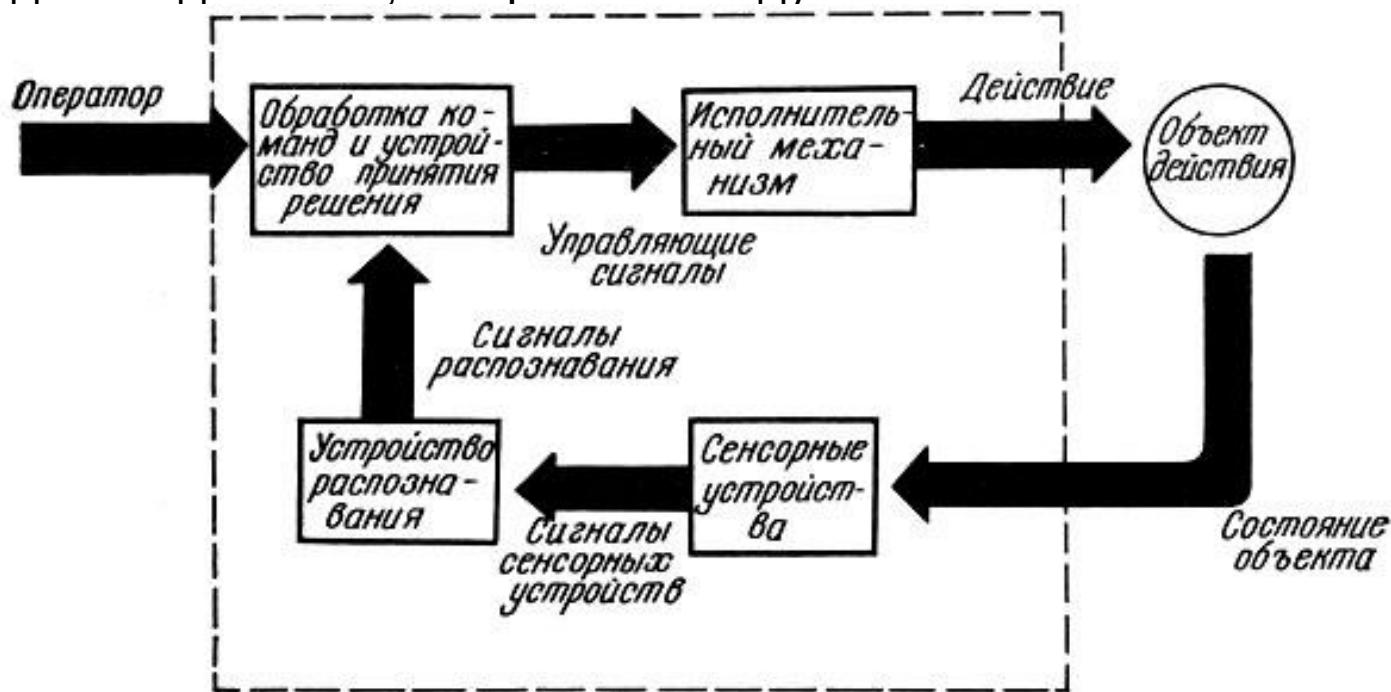 Оператор
Обработка ко-
манд и устрой-
ство принятия
решения
Исполнитель-
ный меха-
низм
Действие
Объект
действия
Управляющие
сигналы
Сигналы
распознавания
Устройство
распозна-
вания
Сигналы
сенсорных
устройств
Сенсорные
устройст-
ва
Состояние
объекта